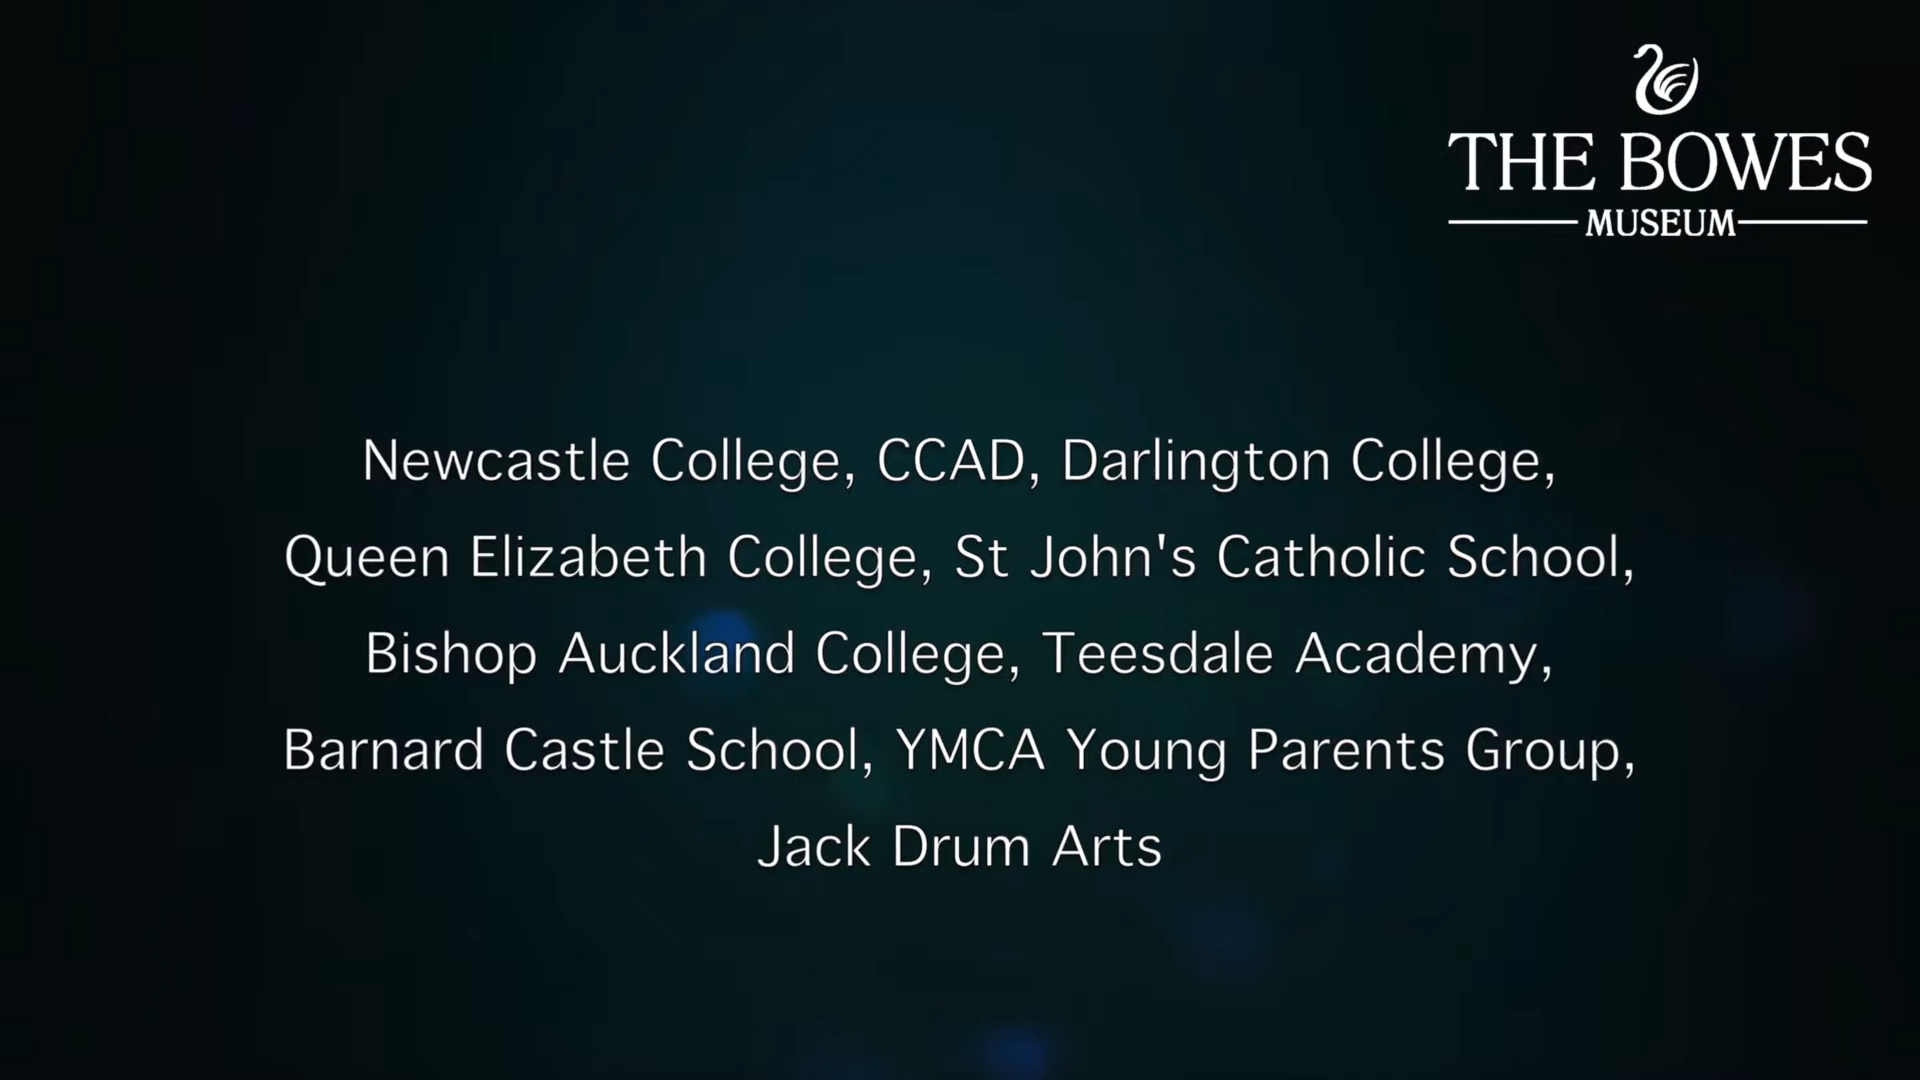 THE BOWES
MUSEUM
Newcastle College, CCAD, Darlington College,
Queen Elizabeth College, St John's Catholic School,
Bishop Auckland College, Teesdale Academy,
Barnard Castle School, YMCA Young Parents Group,
Jack Drum Arts